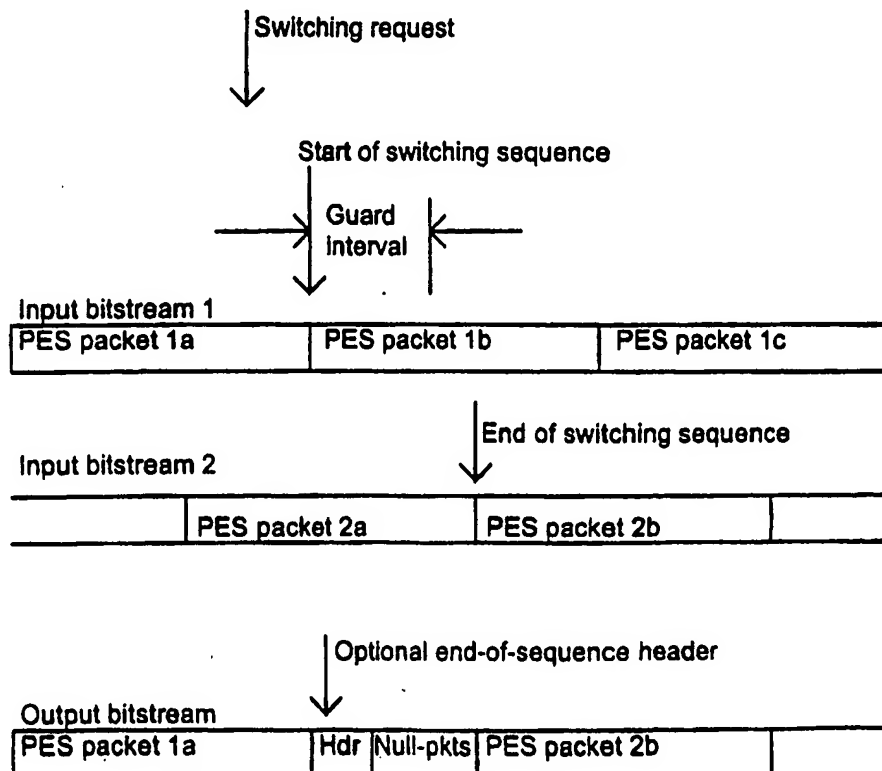 Switching request
Start of switching sequence
Guard
interval
Input bitstream 1
PES packet 1a PES packet 1b PES packet 1c
End of switching sequence
Input bitstream 2
PES packet 2a PES packet 2b
Optional end-of-sequence header
Output bitstream
PES packet 1a Hdr Null-pkts PES packet 2b